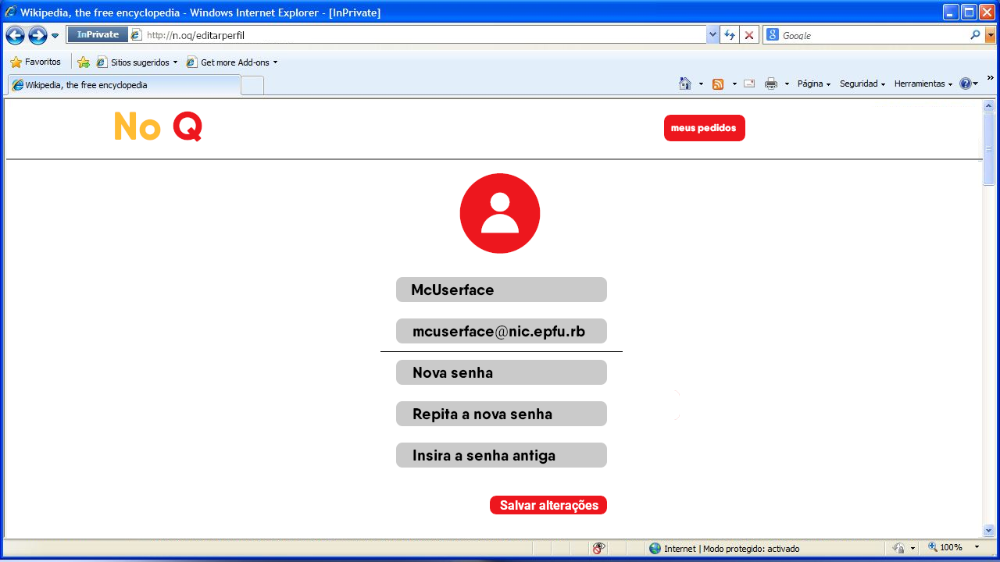 Wikipedia, the free encyclopedia - Windows Internet Explorer - [InPrivate]
InPrivate http://n.oq/editarperfil Google
Favoritos Sitios sugeridos Get more Add-ons
Wikipedia, the free encyclopedia Página Seguridad Herramientas
No Q meus pedidos
McUserface
mcuserface@nic.epfu.rb
Nova senha
Repita a nova senha
Insira a senha antiga
Salvar alterações
Internet | Modo protegido: activado 100%